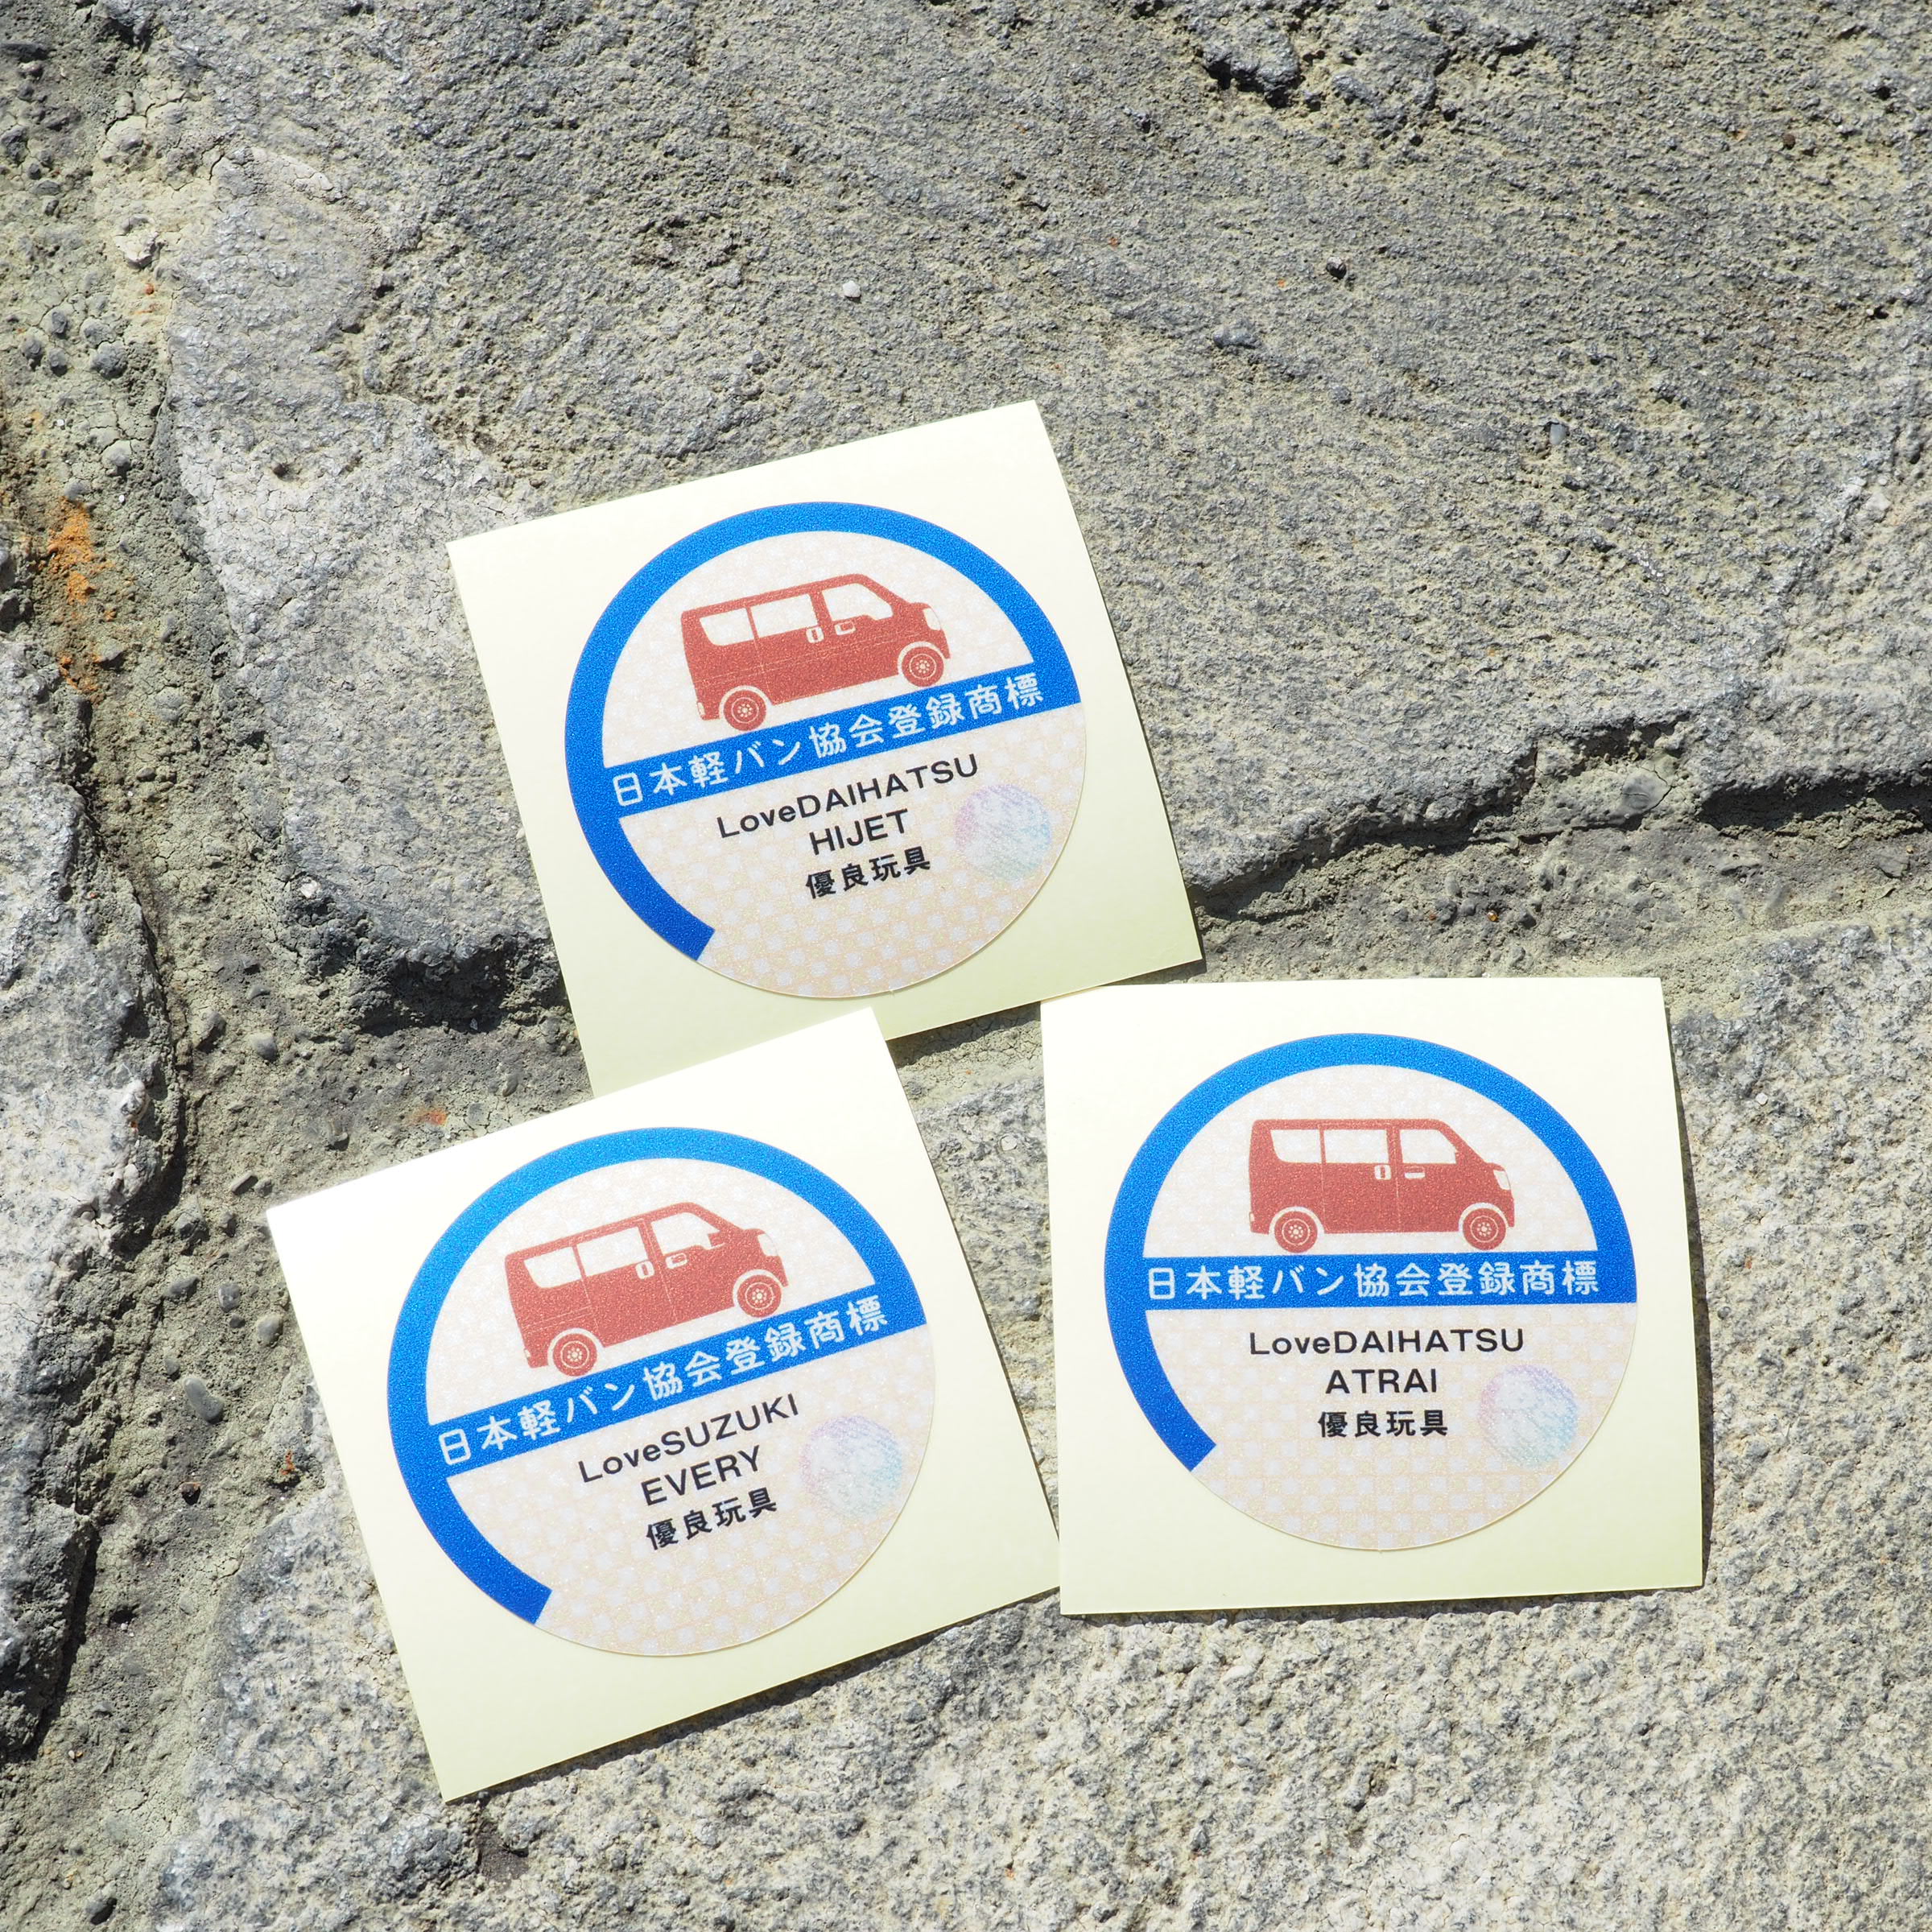 日本軽バン協会登録商標
LoveDAIHATSU
HIJET
優良玩具
日本軽バン協会登録商標
LoveSUZUKI
EVERY
優良玩具
日本軽バン協会登録商標
LoveDAIHATSU
ATRAI
優良玩具